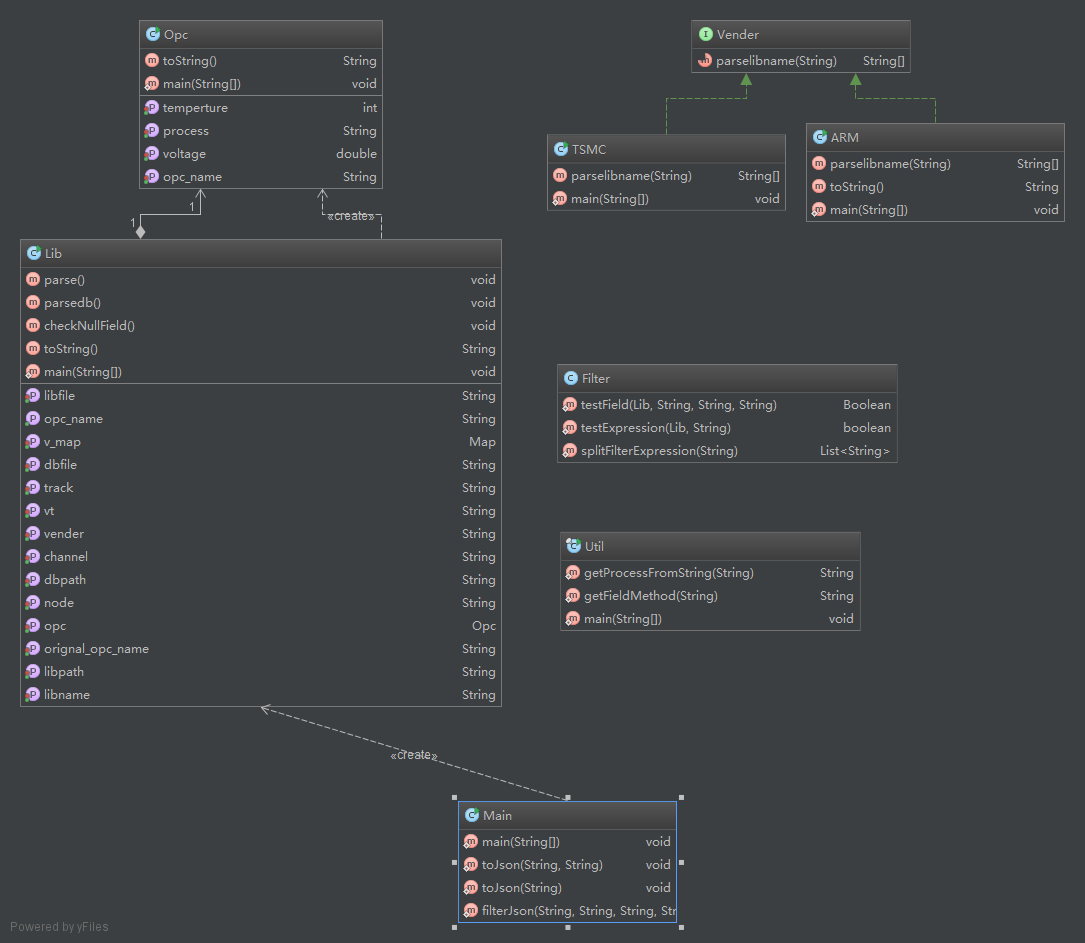 Opc
toString() String
main(String[]) void
temperture int
process String
voltage double
opc_name String
Vender
parselibname(String) String[]
TSMC
parselibname(String) String[]
main(String[]) void
ARM
parselibname(String) String[]
toString() String
main(String[]) void
1
1
«create»
Lib
parse() void
parsedb() void
checkNullField() void
toString() String
main(String[]) void
libfile String
opc_name String
v_map Map
dbfile String
track String
vt String
vender String
channel String
dbpath String
node String
opc Opc
orignal_opc_name String
libpath String
libname String
Filter
testField(Lib, String, String, String) Boolean
testExpression(Lib, String) boolean
splitFilterExpression(String) List<String>
Util
getProcessFromString(String) String
getFieldMethod(String) String
main(String[]) void
«create»
Main
main(String[]) void
toJson(String, String) void
toJson(String) void
filterJson(String, String, String, Str
Powered by yFiles